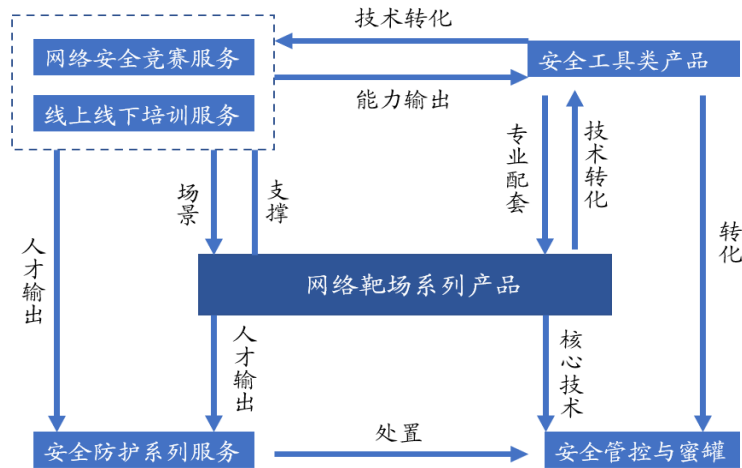 技术转化
网络安全竞赛服务
安全工具类产品
线上线下培训服务
能力输出
人才输出
场景
支撑
专业配套
技术转化
转化
网络靶场系列产品
人才输出
核心技术
安全防护系列服务
处置
安全管控与蜜罐